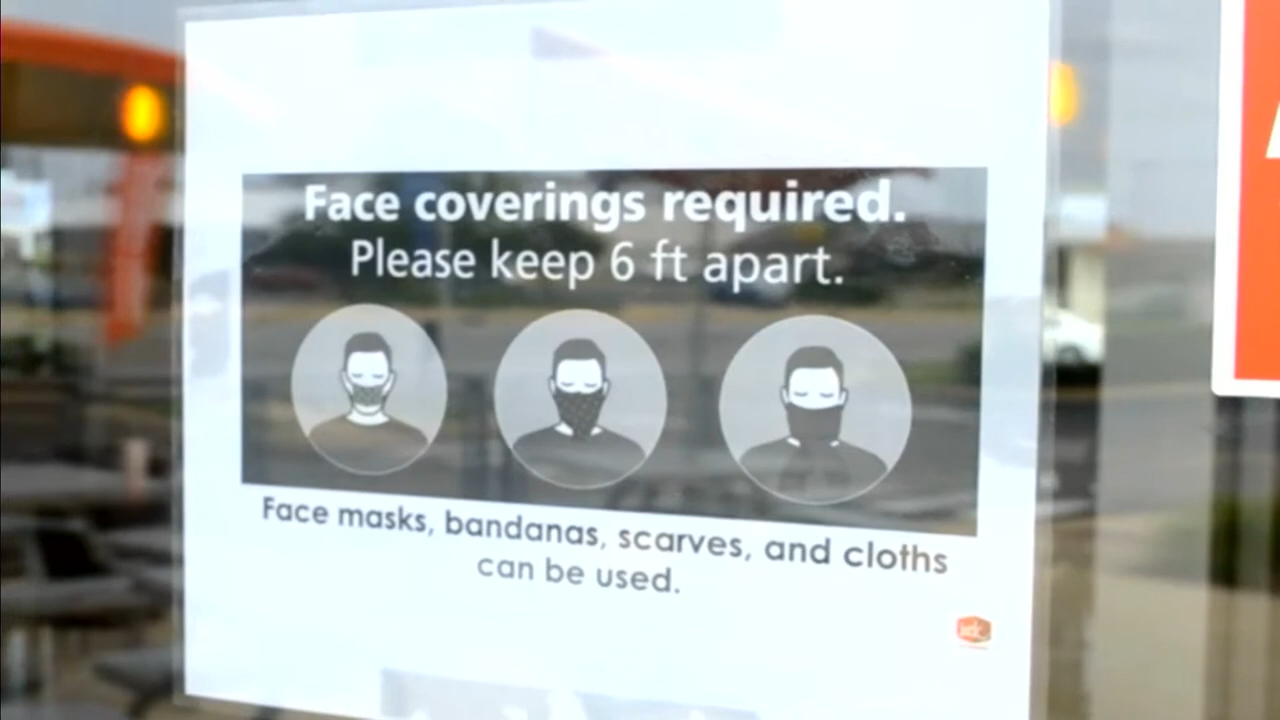 Face coverings required.
Please keep 6 ft apart.
Face masks, bandanas, scarves, and cloths
can be used.